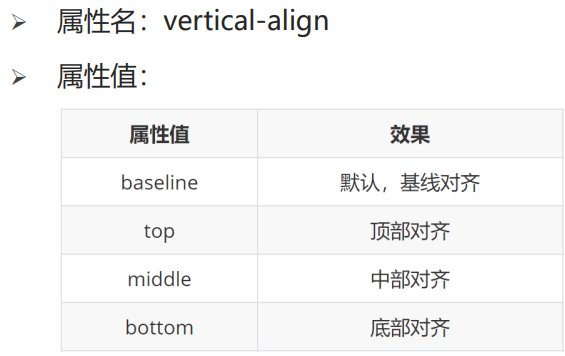 ➢ 属性名：vertical-align
➢ 属性值：
属性值 效果
baseline 默认，基线对齐
top 顶部对齐
middle 中部对齐
bottom 底部对齐